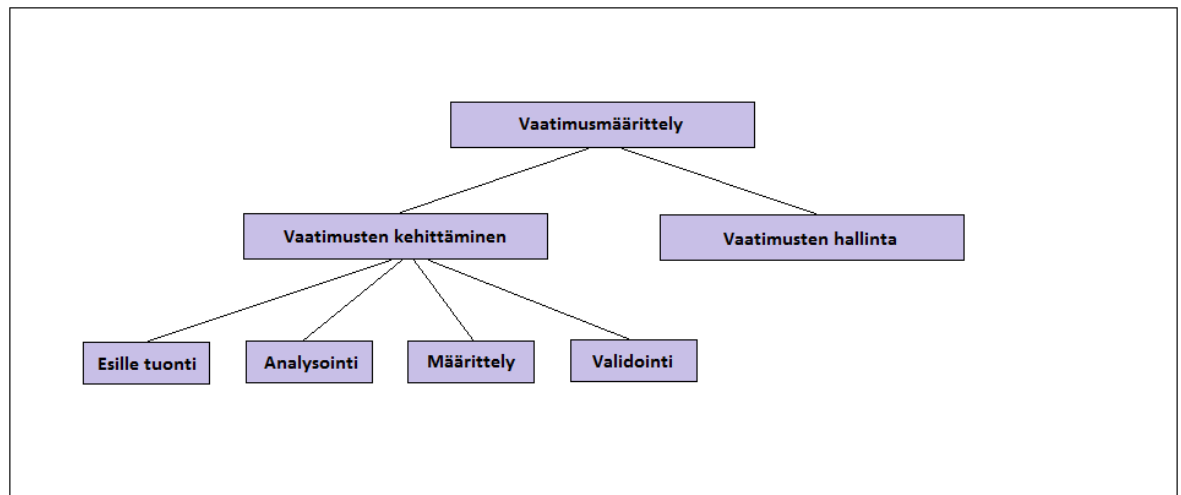 Vaatimusmäärittely
Vaatimusten kehittäminen
Vaatimusten hallinta
Esille tuonti
Analysointi
Määrittely
Validointi